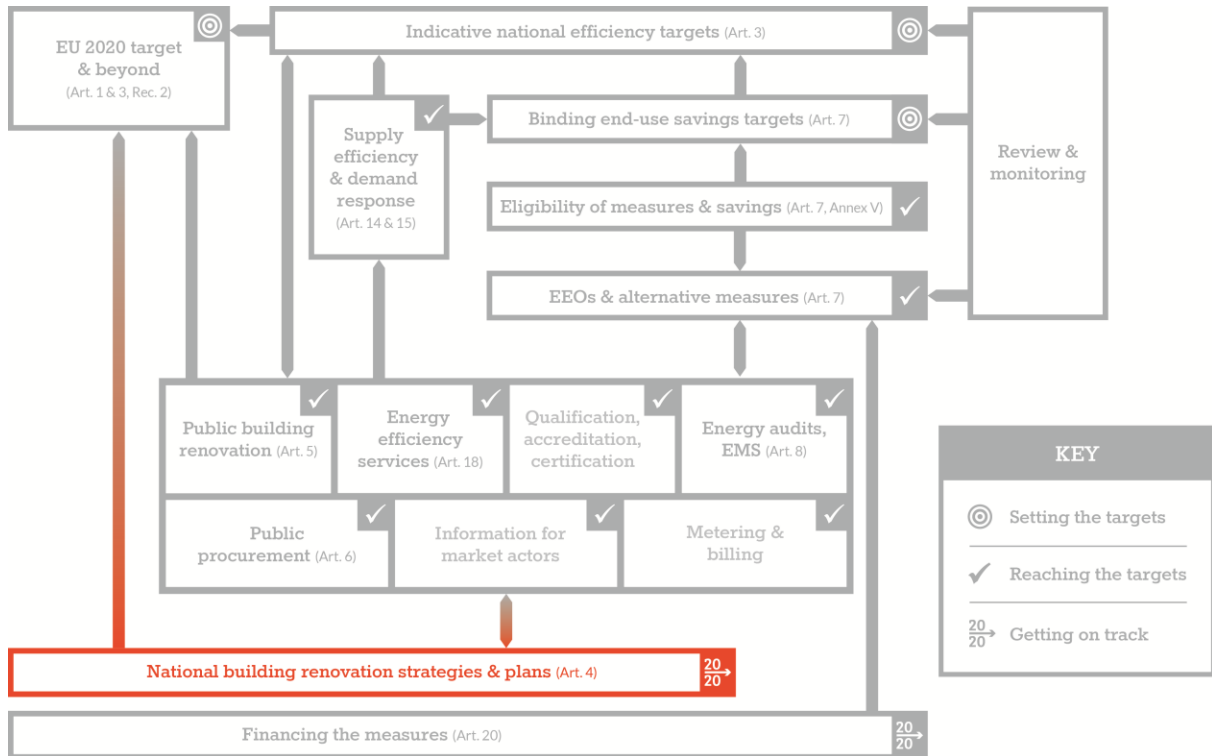 EU 2020 target
& beyond
(Art. 1 & 3, Rec. 2)
Indicative national efficiency targets (Art. 3)
Supply
efficiency
& demand
response
(Art. 14 & 15)
Binding end-use savings targets (Art. 7)
Review &
monitoring
Eligibility of measures & savings (Art. 7, Annex V)
EEOs & alternative measures (Art. 7)
Public building
renovation (Art. 5)
Energy
efficiency
services (Art. 18)
Qualification,
accreditation,
certification
Energy audits,
EMS (Art. 8)
Public
procurement (Art. 6)
Information for
market actors
Metering &
billing
National building renovation strategies & plans (Art. 4)
20
20
Financing the measures (Art. 20)
20
20
KEY
Setting the targets
Reaching the targets
20
20
Getting on track